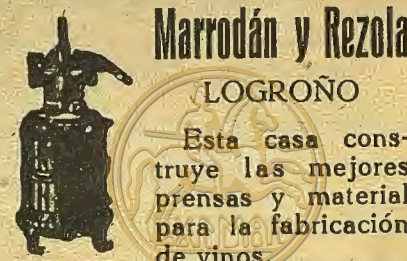 Marrodán y Rezola
LOGROÑO
Esta casa cons-
truye las mejores
prensas y material
para la fabricación
de vinos.